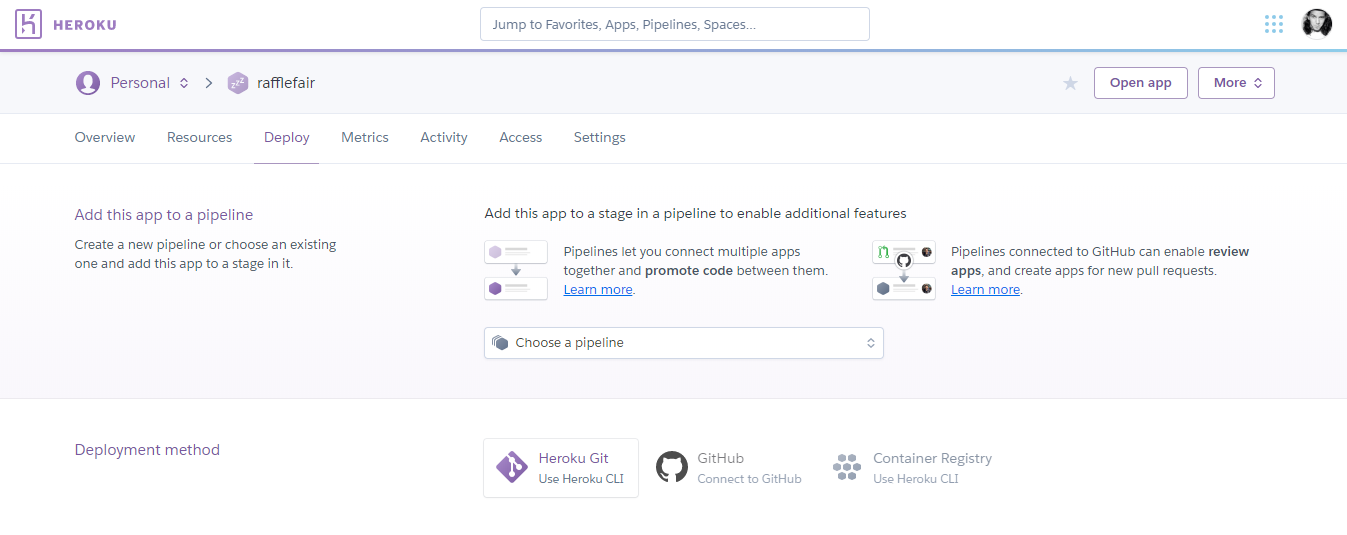 HEROKU
Jump to Favorites, Apps, Pipelines, Spaces...
Personal
zzz
rafflefair
Open app
More
Overview
Resources
Deploy
Metrics
Activity
Access
Settings
Add this app to a pipeline
Create a new pipeline or choose an existing
one and add this app to a stage in it.
Add this app to a stage in a pipeline to enable additional features
Pipelines let you connect multiple apps
together and promote code between them.
Learn more.
Pipelines connected to GitHub can enable review
apps, and create apps for new pull requests.
Learn more.
Choose a pipeline
Deployment method
Heroku Git
Use Heroku CLI
GitHub
Connect to GitHub
Container Registry
Use Heroku CLI